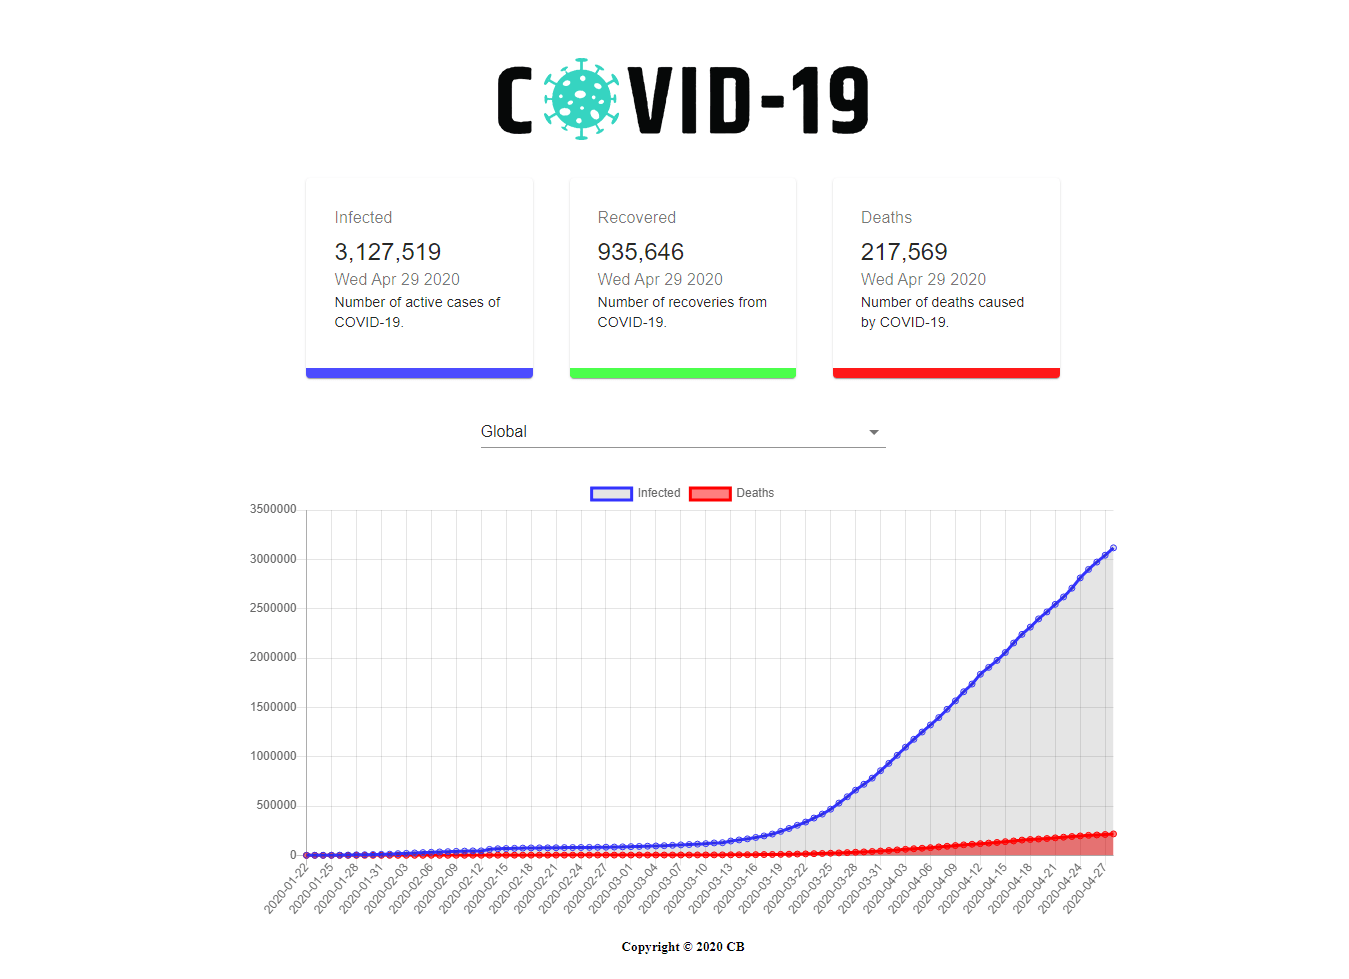 COVID-19
Infected
3,127,519
Wed Apr 29 2020
Number of active cases of
COVID-19.
Recovered
935,646
Wed Apr 29 2020
Number of recoveries from
COVID-19.
Deaths
217,569
Wed Apr 29 2020
Number of deaths caused
by COVID-19.
Global
Infected Deaths
3500000
3000000
2500000
2000000
1500000
1000000
500000
0
2020-01-22
2020-01-25
2020-01-28
2020-01-31
2020-02-03
2020-02-06
2020-02-09
2020-02-12
2020-02-15
2020-02-18
2020-02-21
2020-02-24
2020-02-27
2020-03-01
2020-03-04
2020-03-07
2020-03-10
2020-03-13
2020-03-16
2020-03-19
2020-03-22
2020-03-25
2020-03-28
2020-03-31
2020-04-03
2020-04-06
2020-04-09
2020-04-12
2020-04-15
2020-04-18
2020-04-21
2020-04-24
2020-04-27
Copyright © 2020 CB